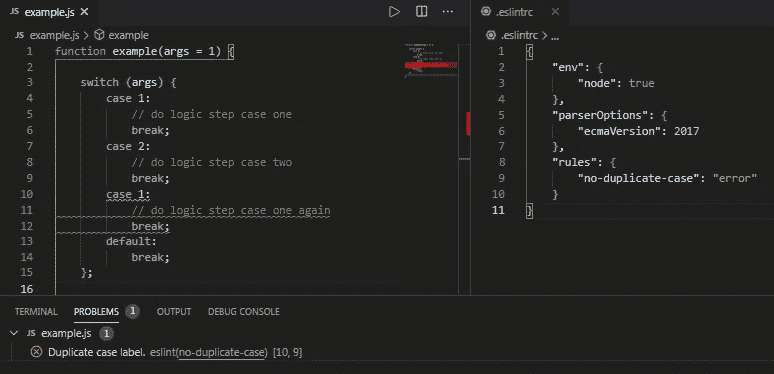 JS example.js ×
JS example.js > example
1 function example(args = 1) {
2
3 switch (args) {
4 case 1:
5 // do logic step case one
6 break;
7 case 2:
8 // do logic step case two
9 break;
10 case 1:
11 // do logic step case one again
12 break;
13 default:
14 break;
15 };
16
.eslintrc ×
.eslintrc > ...
1 {
2 "env": {
3 "node": true
4 },
5 "parserOptions": {
6 "ecmaVersion": 2017
7 },
8 "rules": {
9 "no-duplicate-case": "error"
10 }
11 }
TERMINAL PROBLEMS 1 OUTPUT DEBUG CONSOLE
JS example.js 1
Duplicate case label. eslint(no-duplicate-case) [10, 9]